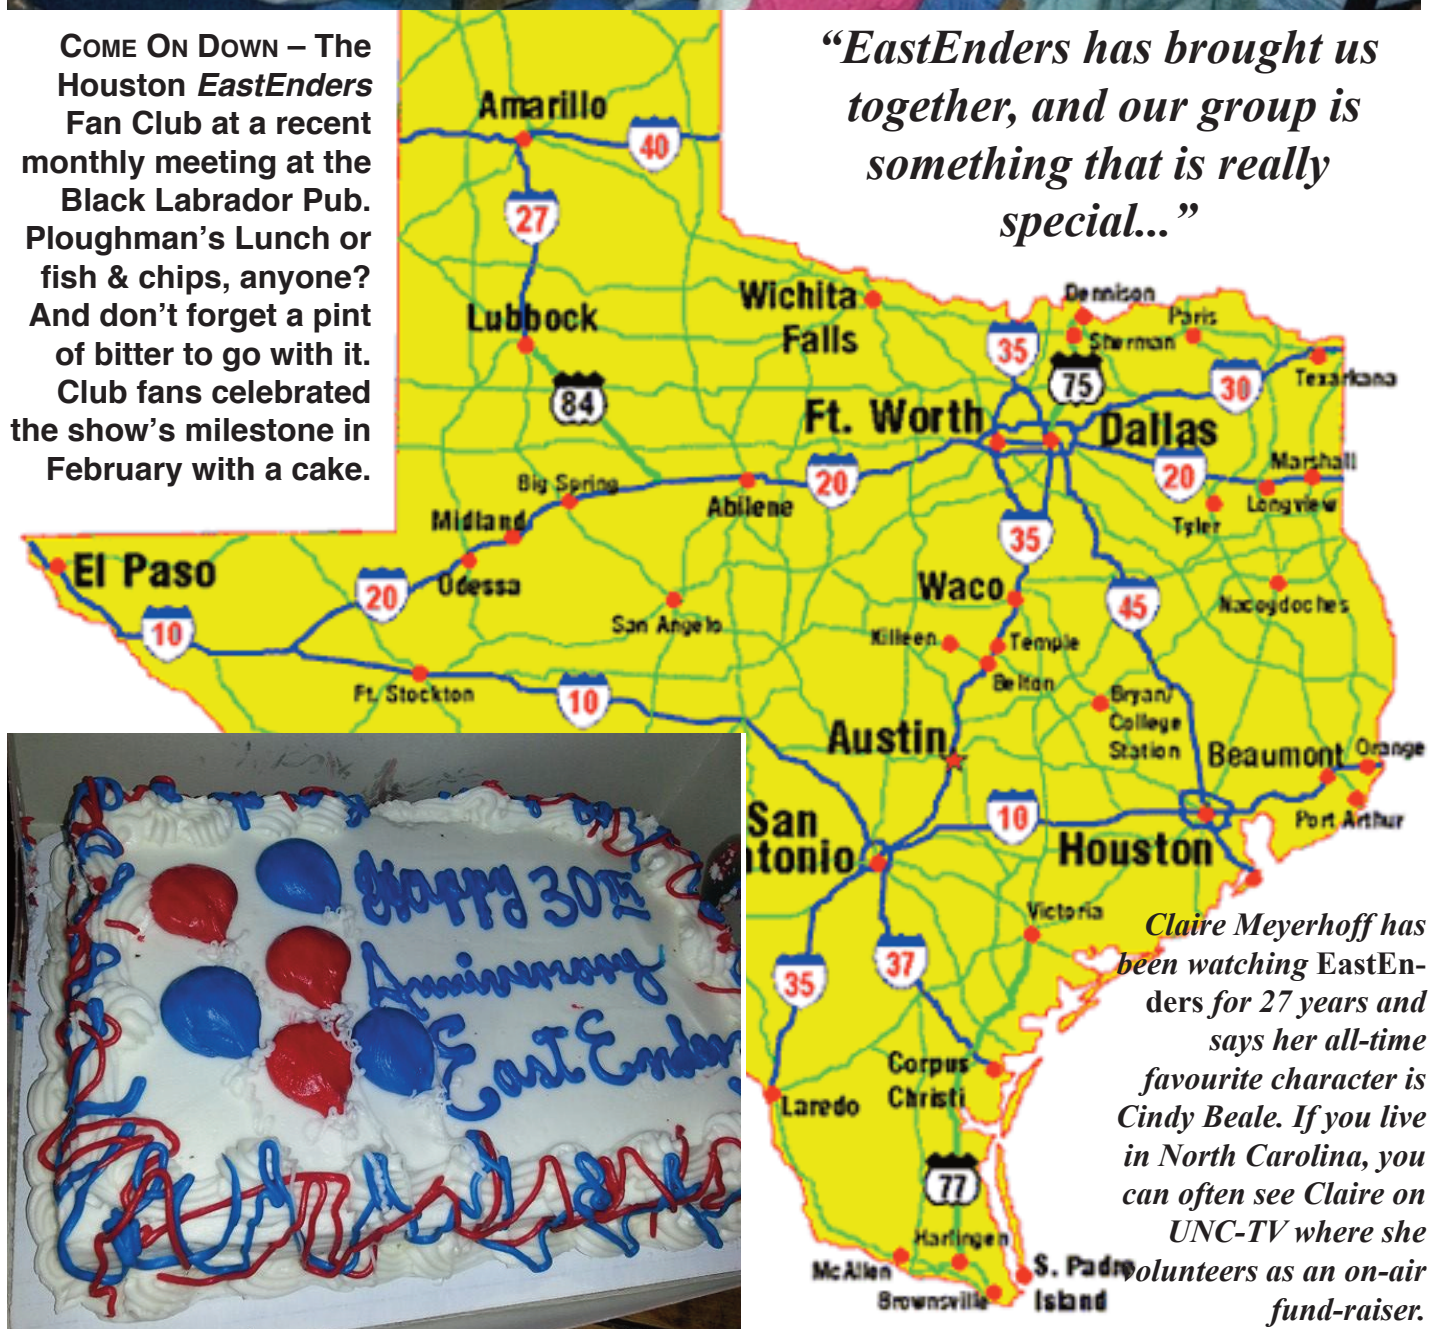 COME ON DOWN – The
Houston EastEnders
Fan Club at a recent
monthly meeting at the
Black Labrador Pub.
Ploughman’s Lunch or
fish & chips, anyone?
And don’t forget a pint
of bitter to go with it.
Club fans celebrated
the show’s milestone in
February with a cake.
“EastEnders has brought us
together, and our group is
something that is really
special...”
Amarillo
40
27
Lubbock
84
Wichita
Falls
Dennison
Sherman
Paris
35
75
30
Texarkana
Ft. Worth
Dallas
20
20
Marshall
Longview
Tyler
Big Spring
Abilene
Midland
Odessa
35
El Paso
20
10
San Angelo
Waco
45
Nacogdoches
Killeen
Temple
Belton
Ft. Stockton
10
Bryan/
College
Station
Austin
Beaumont
Orange
Port Arthur
San
ntonio
10
Houston
Victoria
35
37
Corpus
Christi
Laredo
77
Harlingen
McAllen
Brownsville
S. Padre
Island
Happy 30TH
Anniversary
EastEnders
Claire Meyerhoff has
been watching EastEn-
ders for 27 years and
says her all-time
favourite character is
Cindy Beale. If you live
in North Carolina, you
can often see Claire on
UNC-TV where she
volunteers as an on-air
fund-raiser.